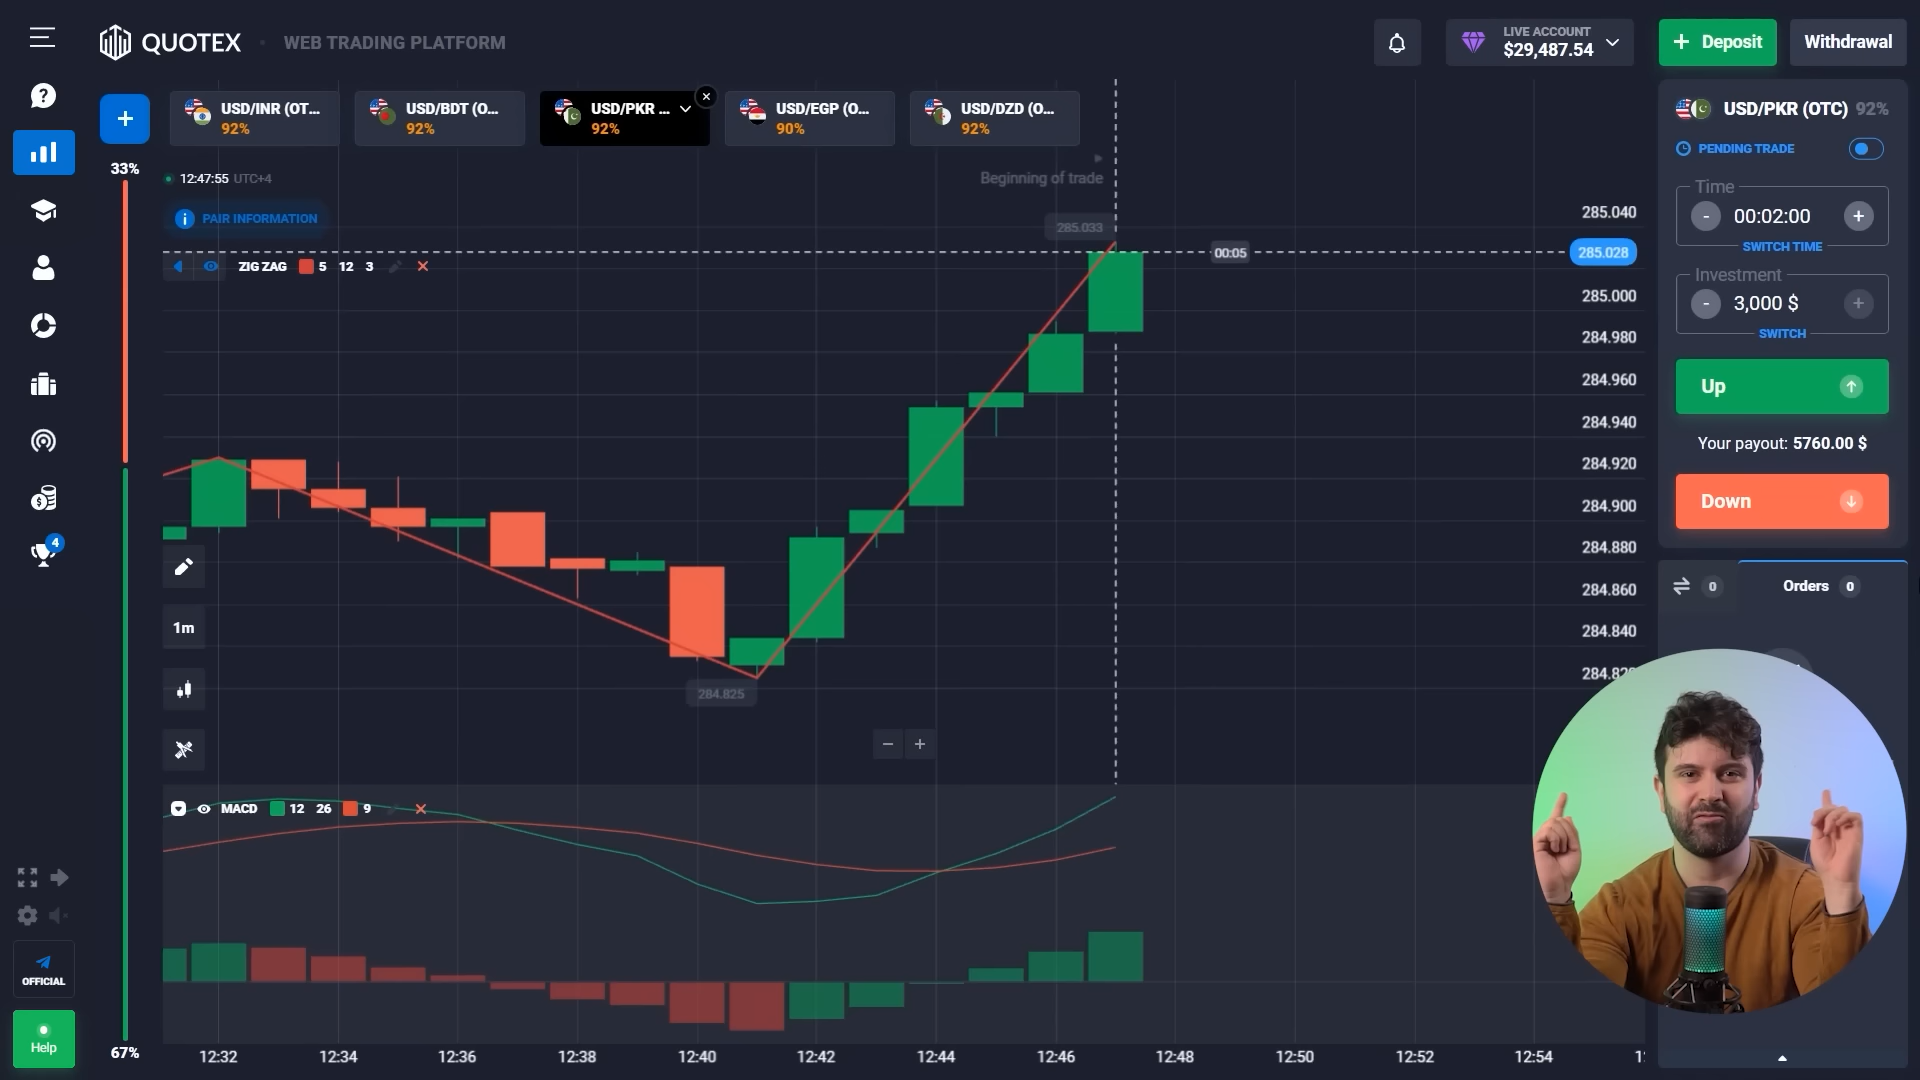 QUOTEX
WEB TRADING PLATFORM
LIVE ACCOUNT
$29,487.54
Deposit
Withdrawal
USD/INR (OT...
92%
USD/BDT (O...
92%
USD/PKR ...
92%
USD/EGP (O...
90%
USD/DZD (O...
92%
33%
12:47:55 UTC+4
Beginning of trade
PAIR INFORMATION
285.033
00:05
ZIG ZAG 5 12 3
285.040
285.028
285.000
284.980
284.960
284.940
284.920
284.900
284.880
284.860
284.840
284.82
284.825
1m
MACD 12 26 9
4
OFFICIAL
Help
67%
12:32 12:34 12:36 12:38 12:40 12:42 12:44 12:46 12:48 12:50 12:52 12:54 1
USD/PKR (OTC) 92%
PENDING TRADE
Time
- 00:02:00 +
SWITCH TIME
Investment
- 3,000 $ +
SWITCH
Up
Your payout: 5760.00 $
Down
0
Orders 0